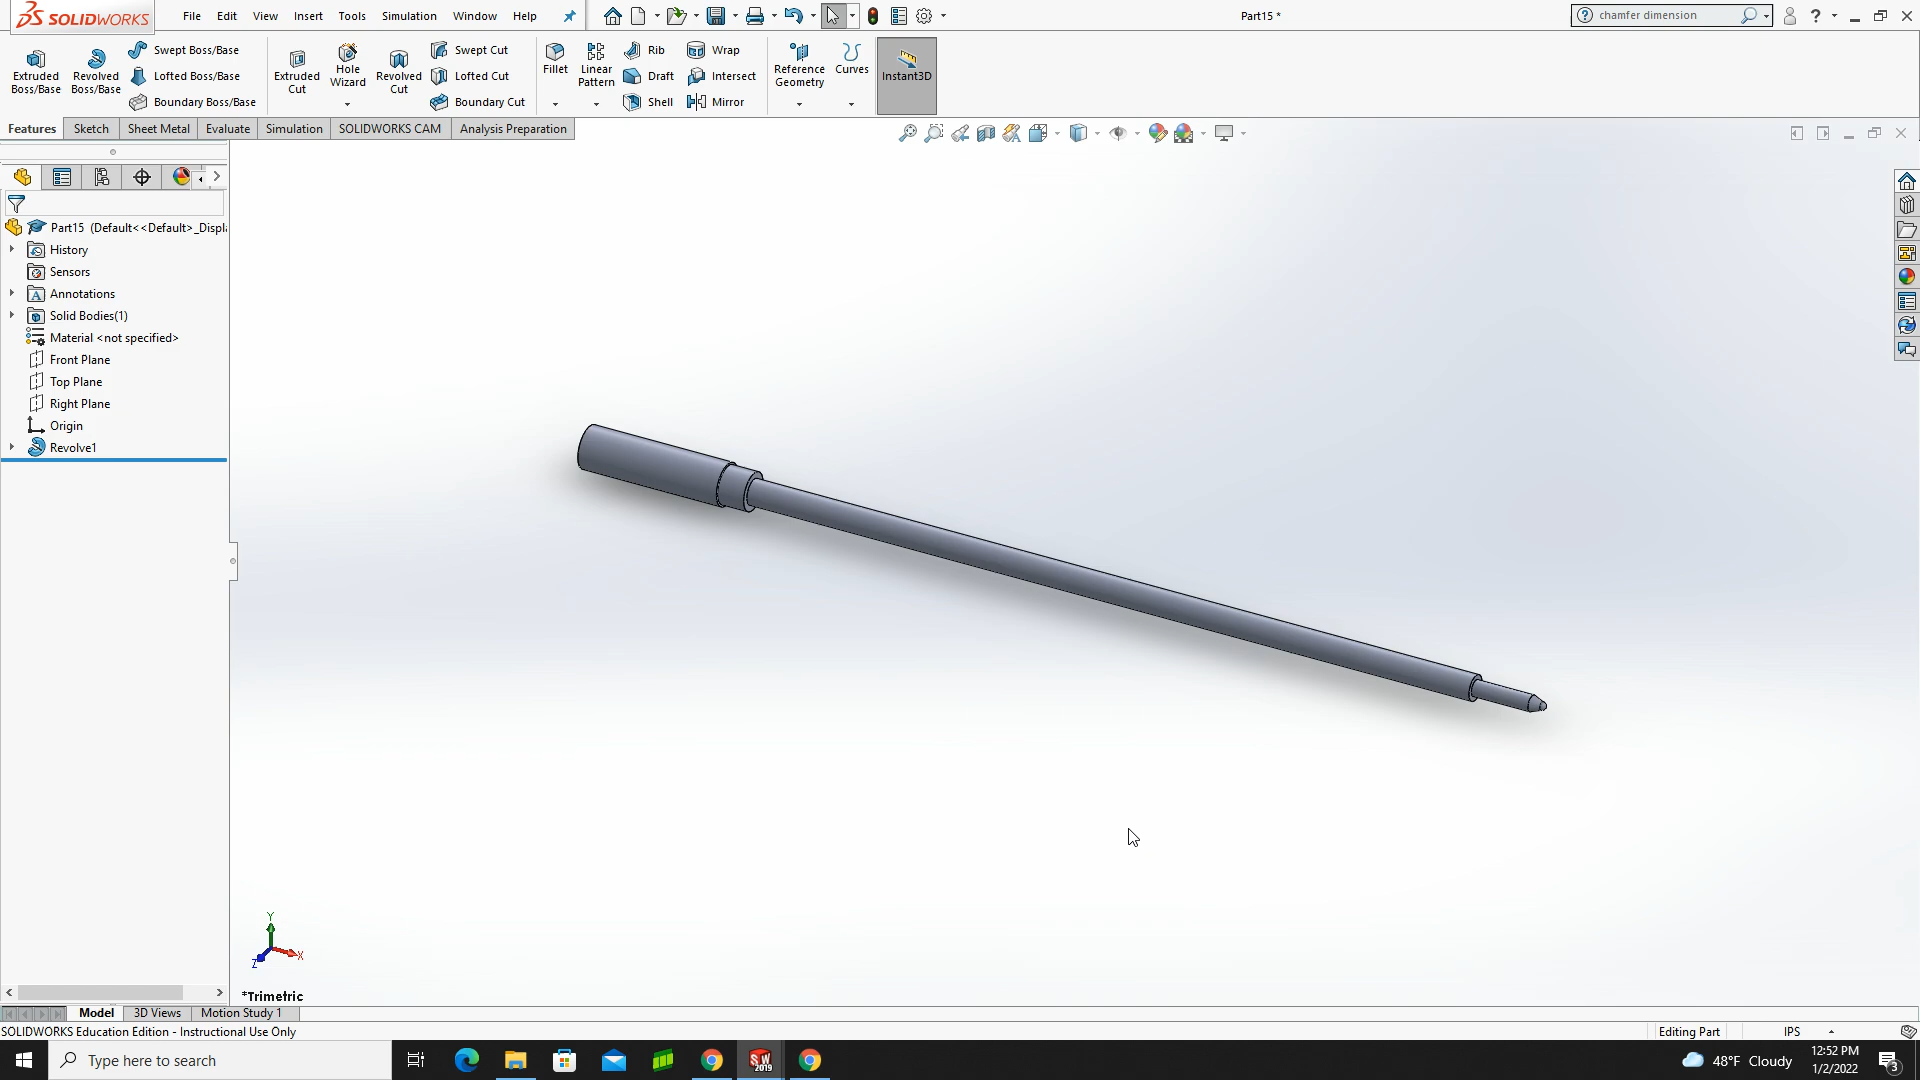 SOLIDWORKS
File Edit View Insert Tools Simulation Window Help
Part15 *
chamfer dimension
Extruded Boss/Base
Revolved Boss/Base
Swept Boss/Base
Lofted Boss/Base
Boundary Boss/Base
Extruded Cut
Hole Wizard
Revolved Cut
Swept Cut
Lofted Cut
Boundary Cut
Fillet
Linear Pattern
Rib
Draft
Shell
Wrap
Intersect
Mirror
Reference Geometry
Curves
Instant3D
Features Sketch Sheet Metal Evaluate Simulation SOLIDWORKS CAM Analysis Preparation
Part15 (Default<<Default>_Displ
History
Sensors
Annotations
Solid Bodies(1)
Material <not specified>
Front Plane
Top Plane
Right Plane
Origin
Revolve1
Y
X
Z
*Trimetric
Model 3D Views Motion Study 1
SOLIDWORKS Education Edition - Instructional Use Only
Editing Part
IPS
Type here to search
SW
2019
48°F Cloudy
12:52 PM
1/2/2022
3